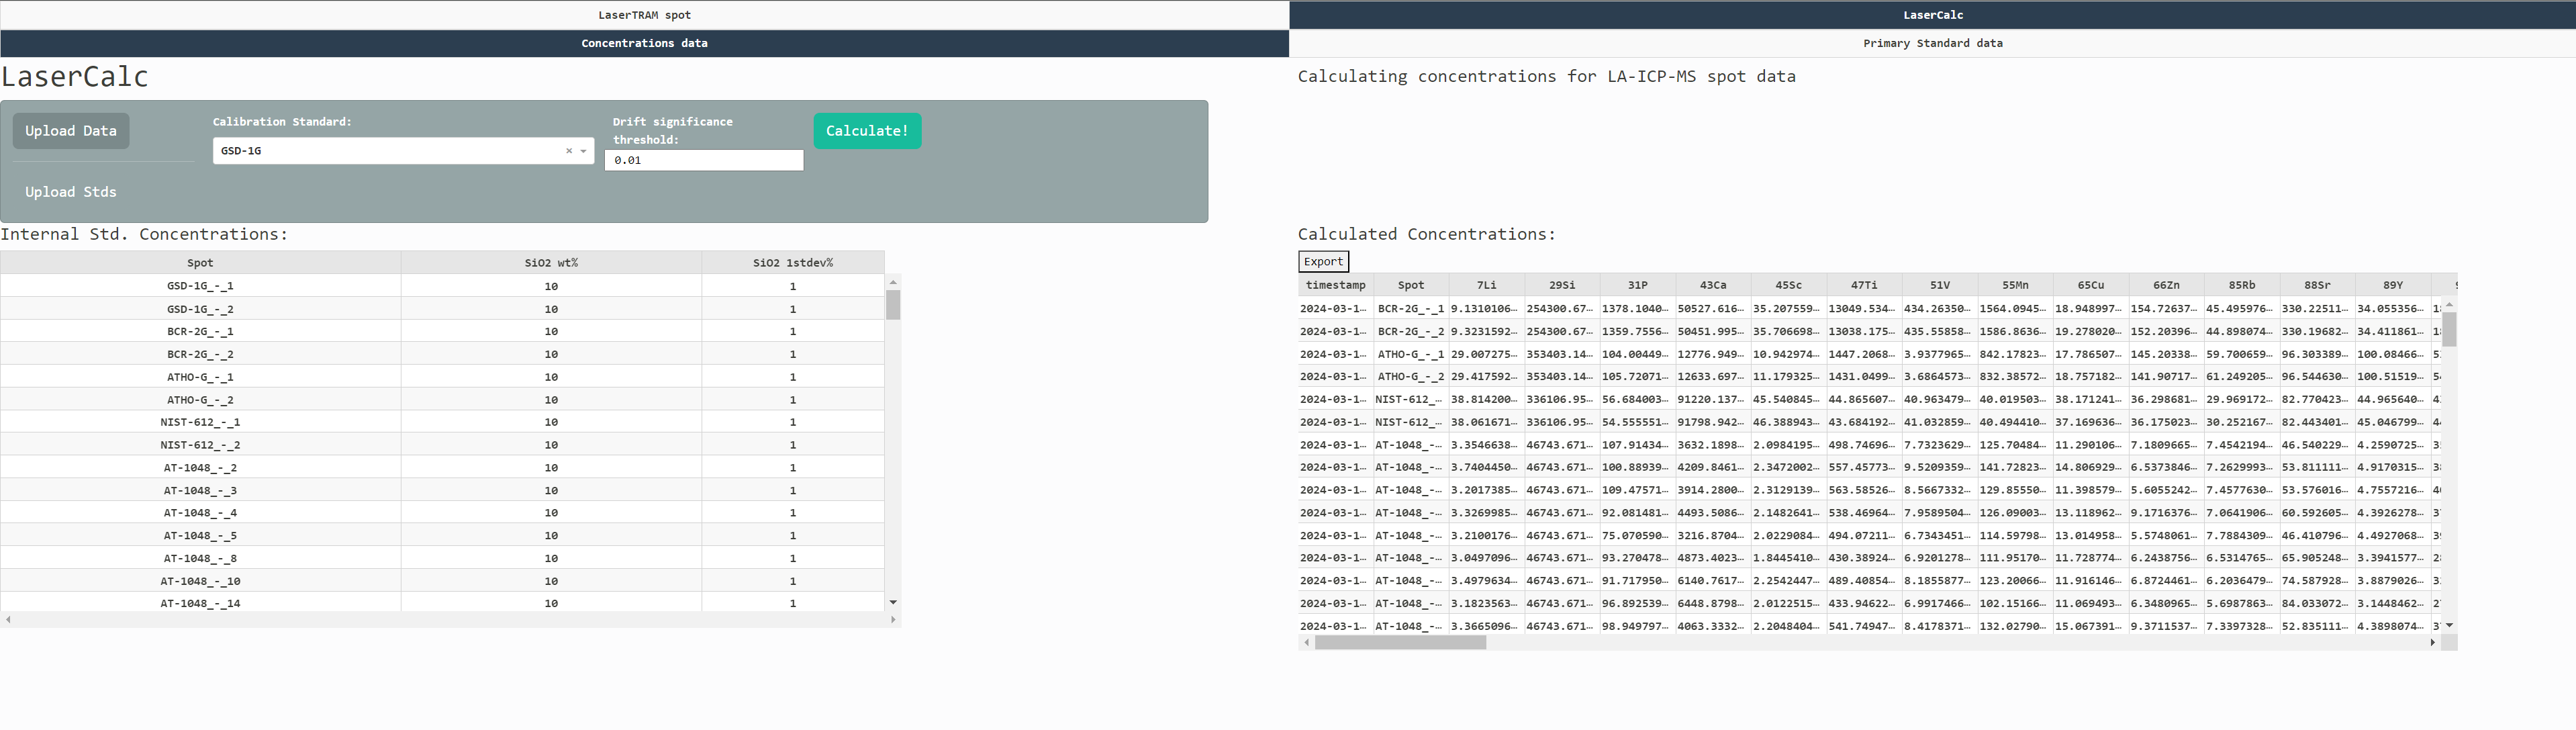 LaserTRAM spot
LaserCalc
Concentrations data
Primary Standard data
LaserCalc
Calculating concentrations for LA-ICP-MS spot data
Upload Data
Calibration Standard:
GSD-1G
Drift significance
threshold:
0.01
Calculate!
Upload Stds
Internal Std. Concentrations:
Spot SiO2 wt% SiO2 1stdev%
GSD-1G_-_1 10 1
GSD-1G_-_2 10 1
BCR-2G_-_1 10 1
BCR-2G_-_2 10 1
ATHO-G_-_1 10 1
ATHO-G_-_2 10 1
NIST-612_-_1 10 1
NIST-612_-_2 10 1
AT-1048_-_2 10 1
AT-1048_-_3 10 1
AT-1048_-_4 10 1
AT-1048_-_5 10 1
AT-1048_-_8 10 1
AT-1048_-_10 10 1
AT-1048_-_14 10 1
Calculated Concentrations:
Export
timestamp Spot 7Li 29Si 31P 43Ca 45Sc 47Ti 51V 55Mn 65Cu 66Zn 85Rb 88Sr 89Y
2024-03-1… BCR-2G_-_1 9.1310106… 254300.67… 1378.1040… 50527.616… 35.207559… 13049.534… 434.26350… 1564.0945… 18.948997… 154.72637… 45.495976… 330.22511… 34.055356…
2024-03-1… BCR-2G_-_2 9.3231592… 254300.67… 1359.7556… 50451.995… 35.706698… 13038.175… 435.55858… 1586.8636… 19.278020… 152.20396… 44.898074… 330.19682… 34.411861…
2024-03-1… ATHO-G_-_1 29.007275… 353403.14… 104.00449… 12776.949… 10.942974… 1447.2068… 3.9377965… 842.17823… 17.786507… 145.20338… 59.700659… 96.303389… 100.08466…
2024-03-1… ATHO-G_-_2 29.417592… 353403.14… 105.72071… 12633.697… 11.179325… 1431.0499… 3.6864573… 832.38572… 18.757182… 141.90717… 61.249205… 96.544630… 100.51519…
2024-03-1… NIST-612_… 38.814200… 336106.95… 56.684003… 91220.137… 45.540845… 44.865607… 40.963479… 40.019503… 38.171241… 36.298681… 29.969172… 82.770423… 44.965640…
2024-03-1… NIST-612_… 38.061671… 336106.95… 54.555551… 91798.942… 46.388943… 43.684192… 41.032859… 40.494410… 37.169636… 36.175023… 30.252167… 82.443401… 45.046799…
2024-03-1… AT-1048_-… 3.3546638… 46743.671… 107.91434… 3632.1898… 2.0984195… 498.74696… 7.7323629… 125.70484… 11.290106… 7.1809665… 7.4542194… 46.540229… 4.2590725…
2024-03-1… AT-1048_-… 3.7404450… 46743.671… 100.88939… 4209.8461… 2.3472002… 557.45773… 9.5209359… 141.72823… 14.806929… 6.5373846… 7.2629993… 53.811111… 4.9170315…
2024-03-1… AT-1048_-… 3.2017385… 46743.671… 109.47571… 3914.2800… 2.3129139… 563.58526… 8.5667332… 129.85550… 11.398579… 5.6055242… 7.4577630… 53.576016… 4.7557216…
2024-03-1… AT-1048_-… 3.3269985… 46743.671… 92.081481… 4493.5086… 2.1482641… 538.46964… 7.9589504… 126.09003… 13.118962… 9.1716376… 7.0641906… 60.592605… 4.3926278…
2024-03-1… AT-1048_-… 3.2100176… 46743.671… 75.070590… 3216.8704… 2.0229084… 494.07211… 6.7343451… 114.59798… 13.014958… 5.5748061… 7.7884309… 46.410796… 4.4927068…
2024-03-1… AT-1048_-… 3.0497096… 46743.671… 93.270478… 4873.4023… 1.8445410… 430.38924… 6.9201278… 111.95170… 11.728774… 6.2438756… 6.5314765… 65.905248… 3.3941577…
2024-03-1… AT-1048_-… 3.4979634… 46743.671… 91.717950… 6140.7617… 2.2542447… 489.40854… 8.1855877… 123.20066… 11.916146… 6.8724461… 6.2036479… 74.587928… 3.8879026…
2024-03-1… AT-1048_-… 3.1823563… 46743.671… 96.892539… 6448.8798… 2.0122515… 433.94622… 6.9917466… 102.15166… 11.069493… 6.3480965… 5.6987863… 84.033072… 3.1448462…
2024-03-1… AT-1048_-… 3.3665096… 46743.671… 98.949797… 4063.3332… 2.2048404… 541.74947… 8.4178371… 132.02790… 15.067391… 9.3711537… 7.3397328… 52.835111… 4.3898074…